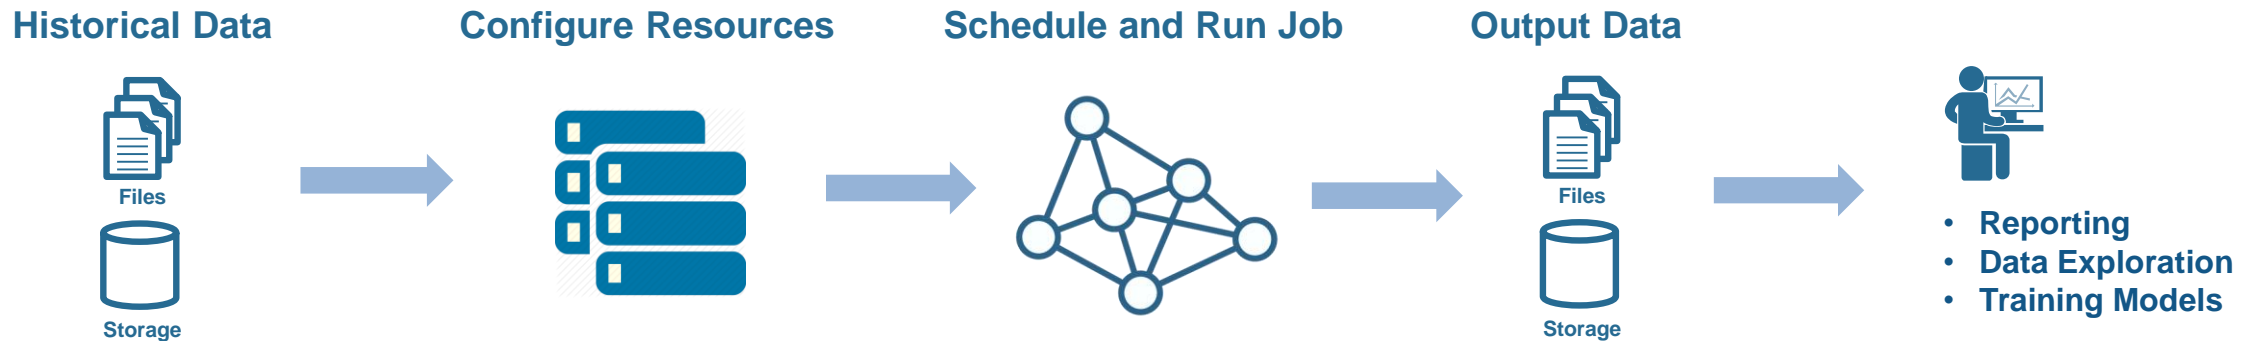 Historical Data
Configure Resources
Schedule and Run Job
Output Data
Files
Storage
Files
Storage
• Reporting
• Data Exploration
• Training Models